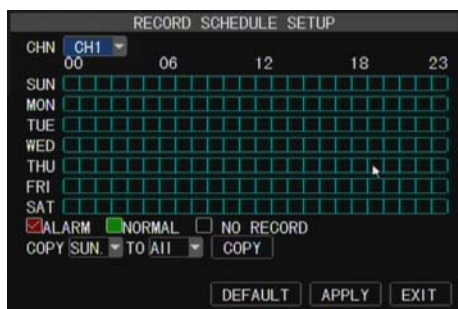 RECORD SCHEDULE SETUP
CHN CH1
00 06 12 18 23
SUN
MON
TUE
WED
THU
FRI
SAT
ALARM NORMAL NO RECORD
COPY SUN. TO All COPY
DEFAULT APPLY EXIT